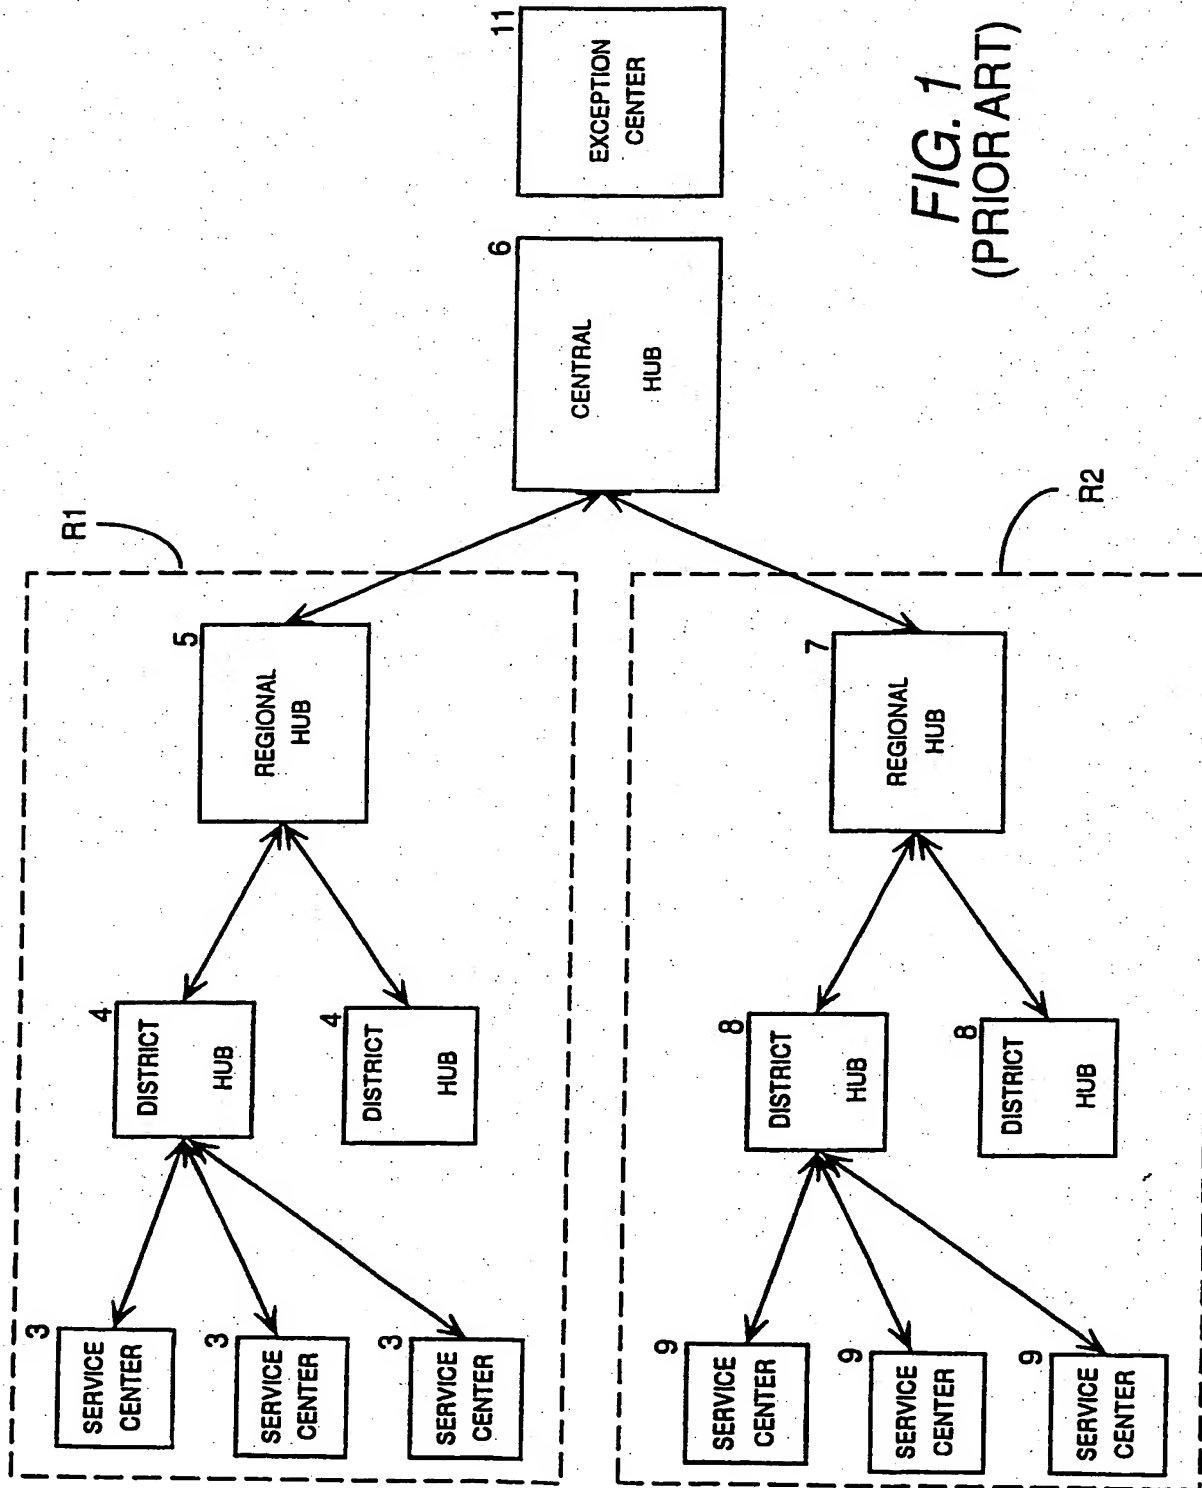 R1
3
SERVICE
CENTER
3
SERVICE
CENTER
3
SERVICE
CENTER
4
DISTRICT
HUB
4
DISTRICT
HUB
5
REGIONAL
HUB
6
CENTRAL
HUB
11
EXCEPTION
CENTER
R2
9
SERVICE
CENTER
9
SERVICE
CENTER
9
SERVICE
CENTER
8
DISTRICT
HUB
8
DISTRICT
HUB
7
REGIONAL
HUB
FIG. 1
(PRIOR ART)